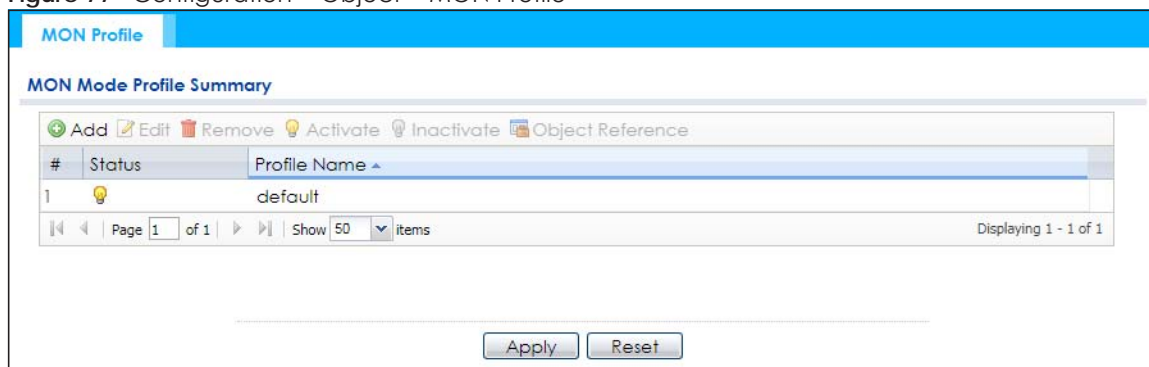 MON Profile
MON Mode Profile Summary
Add Edit Remove Activate Inactivate Object Reference
# Status Profile Name
1 default
Page 1 of 1 Show 50 items Displaying 1 - 1 of 1
Apply Reset